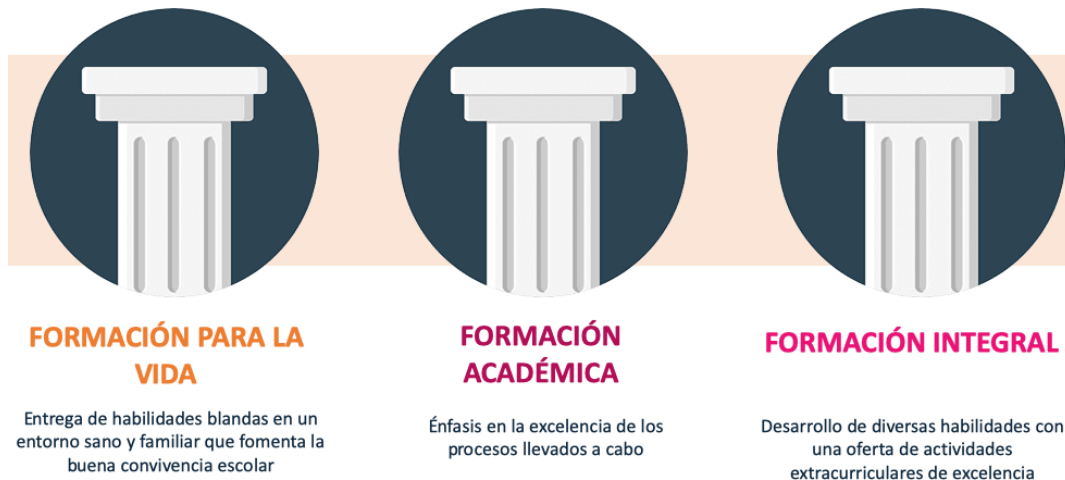 FORMACIÓN PARA LA
VIDA
Entrega de habilidades blandas en un
entorno sano y familiar que fomenta la
buena convivencia escolar
FORMACIÓN
ACADÉMICA
Énfasis en la excelencia de los
procesos llevados a cabo
FORMACIÓN INTEGRAL
Desarrollo de diversas habilidades con
una oferta de actividades
extracurriculares de excelencia